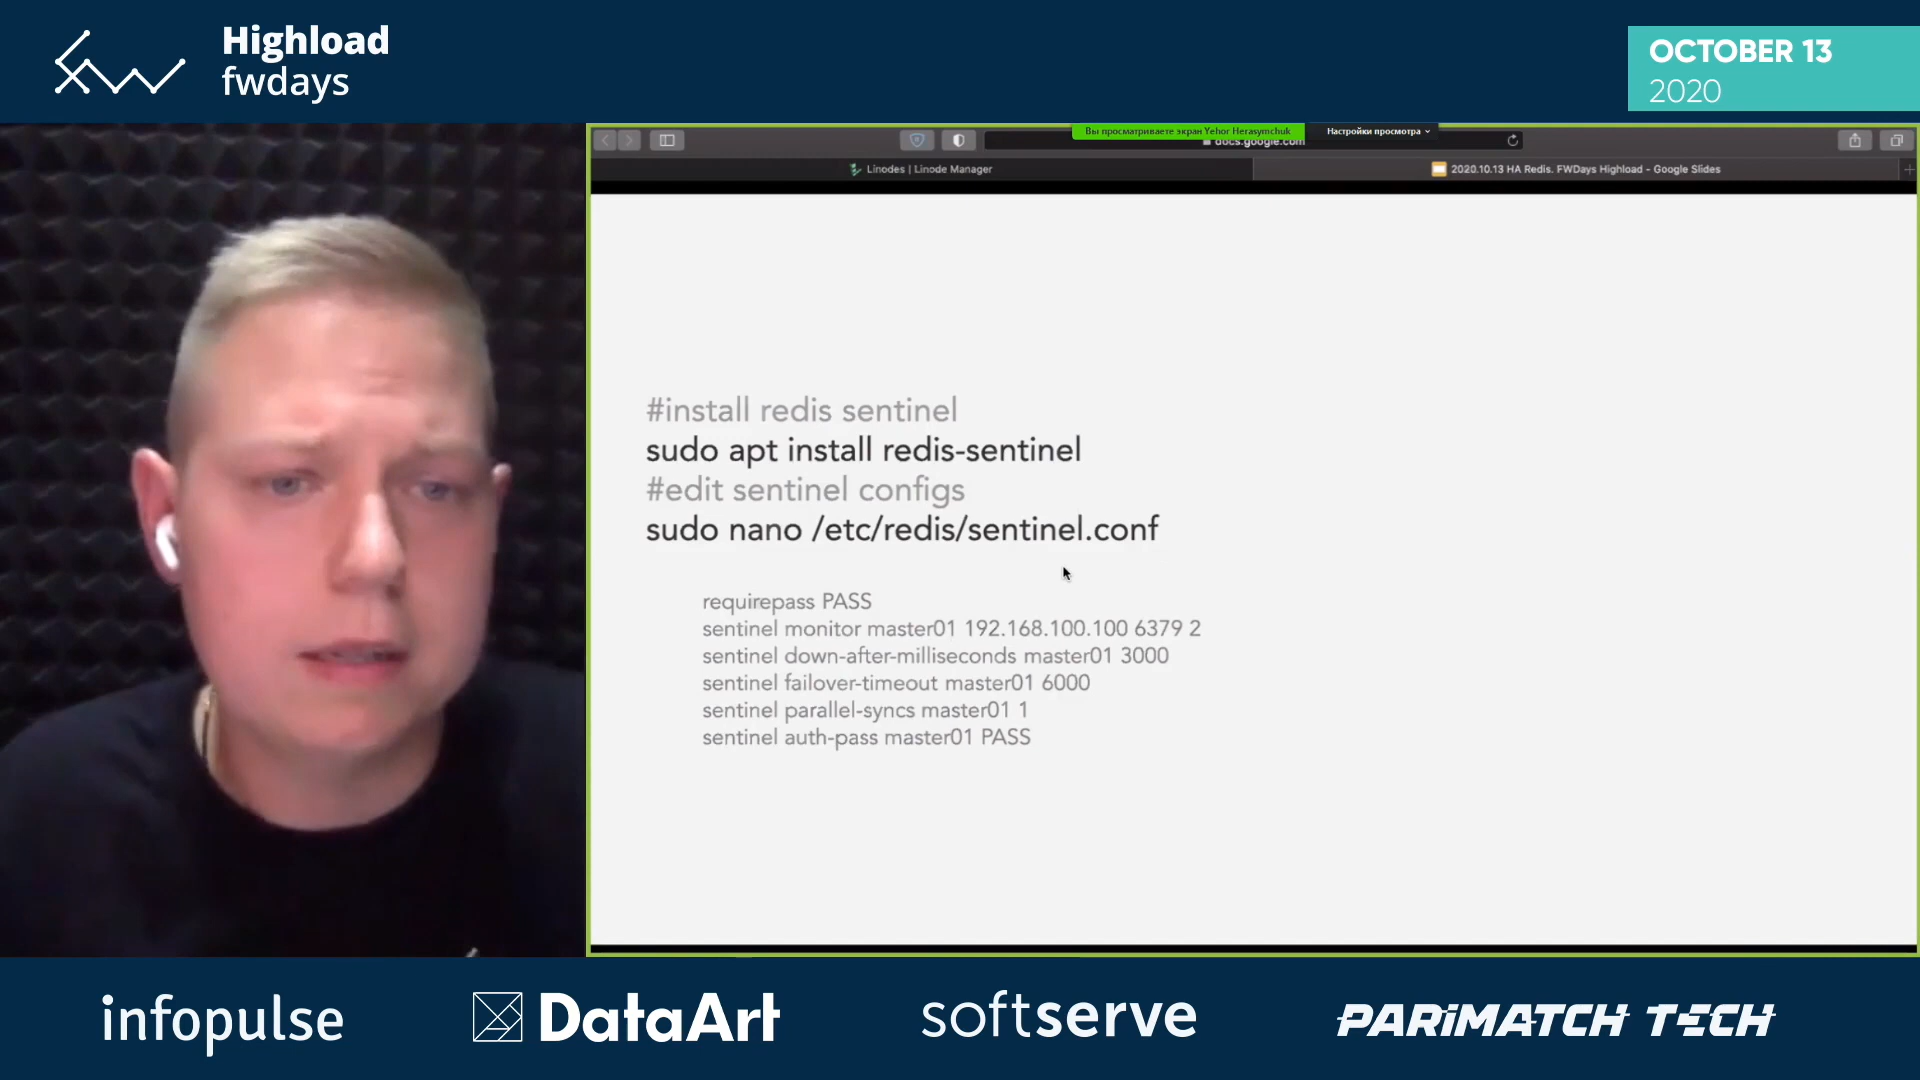 Highload
fwdays
OCTOBER 13
2020
Вы просматриваете экран Yehor Herasymchuk
Настройки просмотра
docs.google.com
Linodes | Linode Manager
2020.10.13 HA Redis. FWDays Highload - Google Slides
#install redis sentinel
sudo apt install redis-sentinel
#edit sentinel configs
sudo nano /etc/redis/sentinel.conf
requirepass PASS
sentinel monitor master01 192.168.100.100 6379 2
sentinel down-after-milliseconds master01 3000
sentinel failover-timeout master01 6000
sentinel parallel-syncs master01 1
sentinel auth-pass master01 PASS
infopulse
DataArt
softserve
PARIMATCH TECH